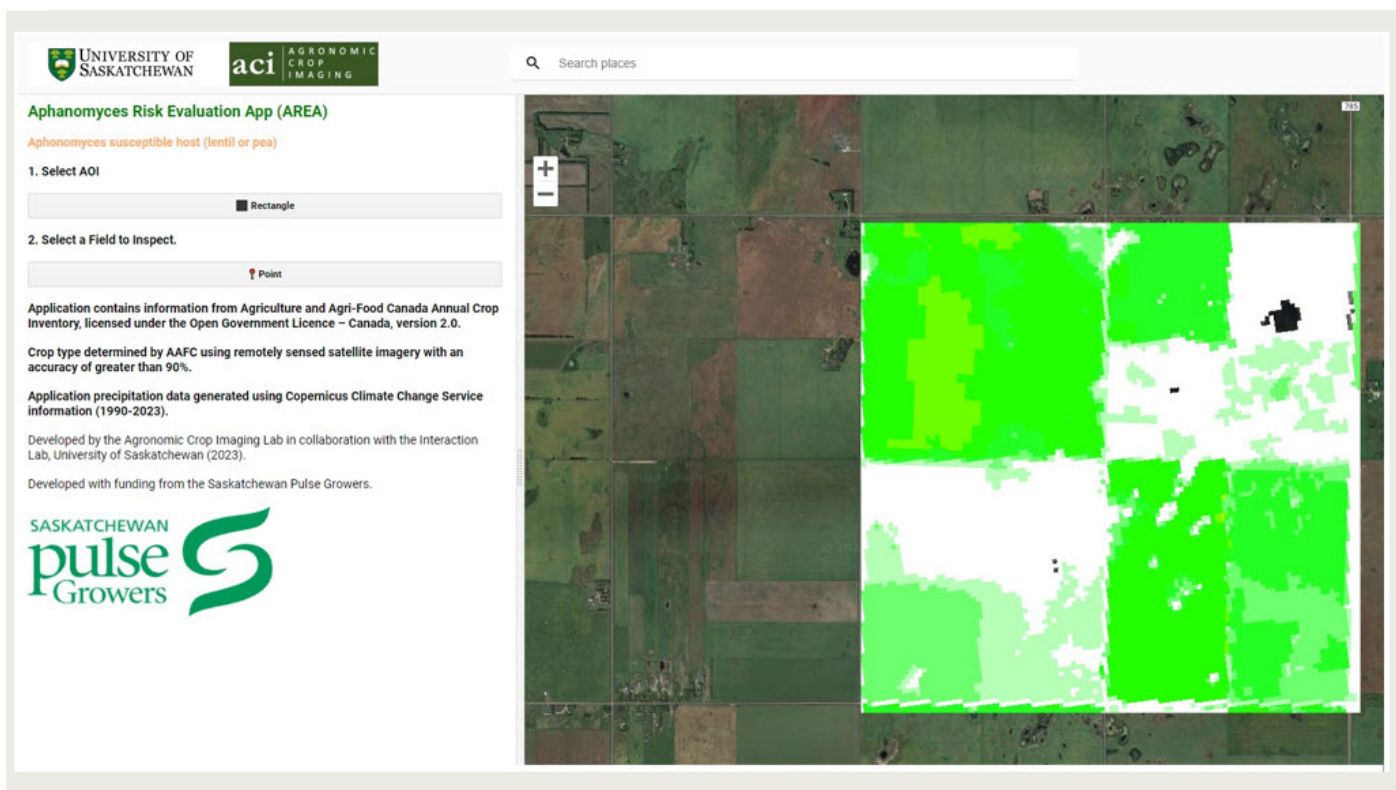 UNIVERSITY OF
SASKATCHEWAN
aci
AGRONOMIC
CROP
IMAGING
Search places
Aphanomyces Risk Evaluation App (AREA)
Aphonomyces susceptible host (lentil or pea)
1. Select AOI
Rectangle
2. Select a Field to Inspect.
Point
Application contains information from Agriculture and Agri-Food Canada Annual Crop
Inventory, licensed under the Open Government Licence – Canada, version 2.0.
Crop type determined by AAFC using remotely sensed satellite imagery with an
accuracy of greater than 90%.
Application precipitation data generated using Copernicus Climate Change Service
information (1990-2023).
Developed by the Agronomic Crop Imaging Lab in collaboration with the Interaction
Lab, University of Saskatchewan (2023).
Developed with funding from the Saskatchewan Pulse Growers.
SASKATCHEWAN
pulse
Growers
+
−
785